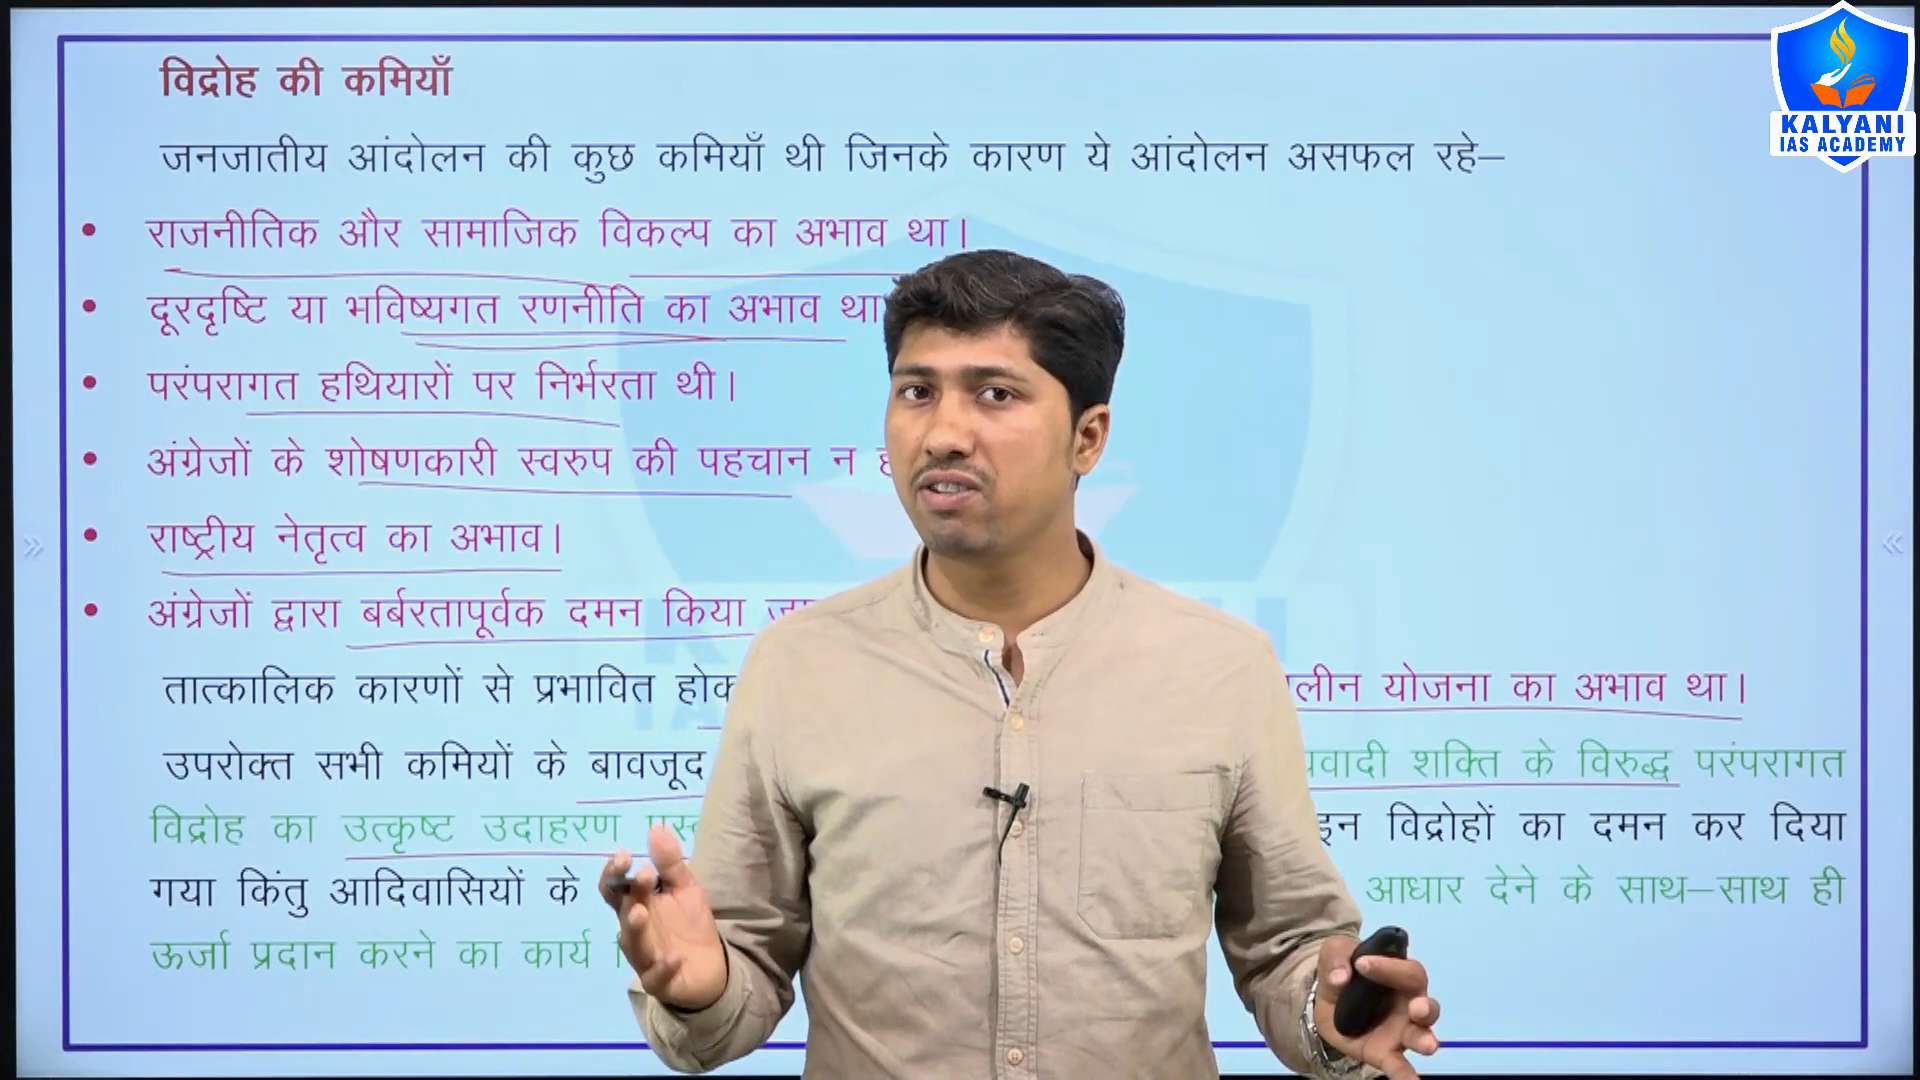 विद्रोह की कमियाँ
KALYANI
IAS ACADEMY
जनजातीय आंदोलन की कुछ कमियाँ थी जिनके कारण ये आंदोलन असफल रहे–
• राजनीतिक और सामाजिक विकल्प का अभाव था।
• दूरदृष्टि या भविष्यगत रणनीति का अभाव था
• परंपरागत हथियारों पर निर्भरता थी।
• अंग्रेजों के शोषणकारी स्वरुप की पहचान न
• राष्ट्रीय नेतृत्व का अभाव।
• अंग्रेजों द्वारा बर्बरतापूर्वक दमन किया
तात्कालिक कारणों से प्रभावित योजना का अभाव था।
उपरोक्त सभी कमियों के बावजूद शक्ति के विरुद्ध परंपरागत
विद्रोह का उत्कृष्ट उदाहरण इन विद्रोहों का दमन कर दिया
गया किंतु आदिवासियों के आधार देने के साथ–साथ ही
ऊर्जा प्रदान करने का कार्य